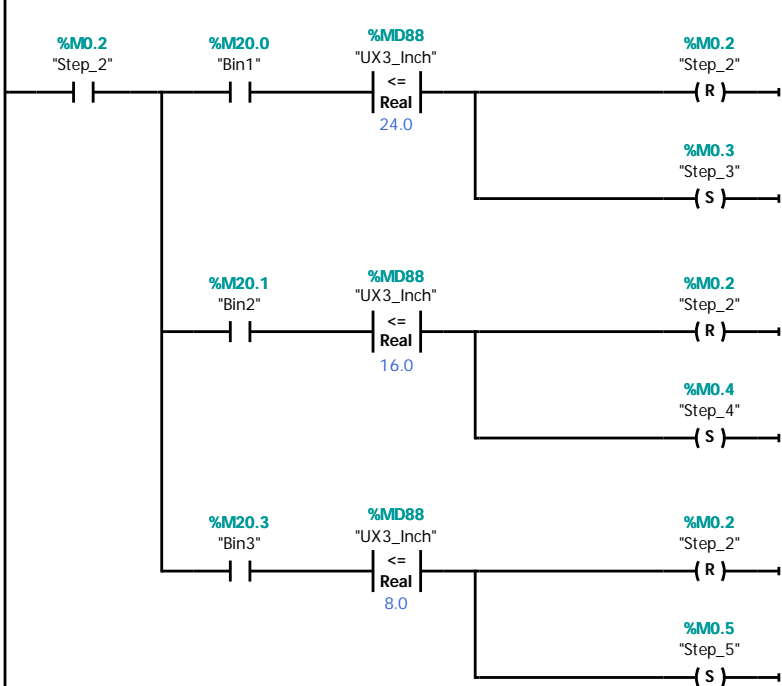 %M0.2
"Step_2"
%M20.0
"Bin1"
%MD88
"UX3_Inch"
<=
Real
24.0
%M0.2
"Step_2"
R
%M0.3
"Step_3"
S
%M20.1
"Bin2"
%MD88
"UX3_Inch"
<=
Real
16.0
%M0.2
"Step_2"
R
%M0.4
"Step_4"
S
%M20.3
"Bin3"
%MD88
"UX3_Inch"
<=
Real
8.0
%M0.2
"Step_2"
R
%M0.5
"Step_5"
S